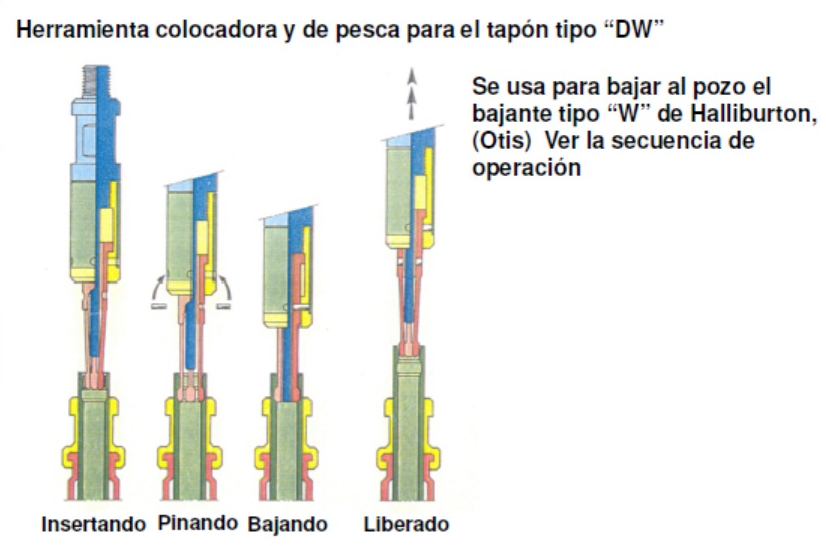 Herramienta colocadora y de pesca para el tapón tipo “DW”
Se usa para bajar al pozo el
bajante tipo “W” de Halliburton,
(Otis) Ver la secuencia de
operación
Insertando Pinando Bajando Liberado